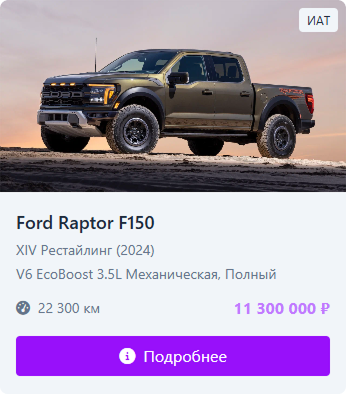 ИАТ
Ford Raptor F150
XIV Рестайлинг (2024)
V6 EcoBoost 3.5L Механическая, Полный
22 300 км
11 300 000 ₽
Подробнее